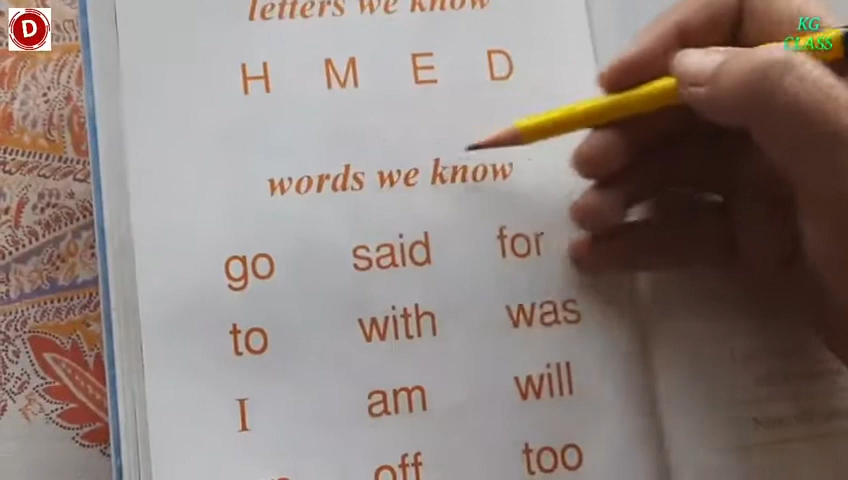 D
KG
CLASS
letters we know
H M E D
words we know
go said for
to with was
I am will
off too